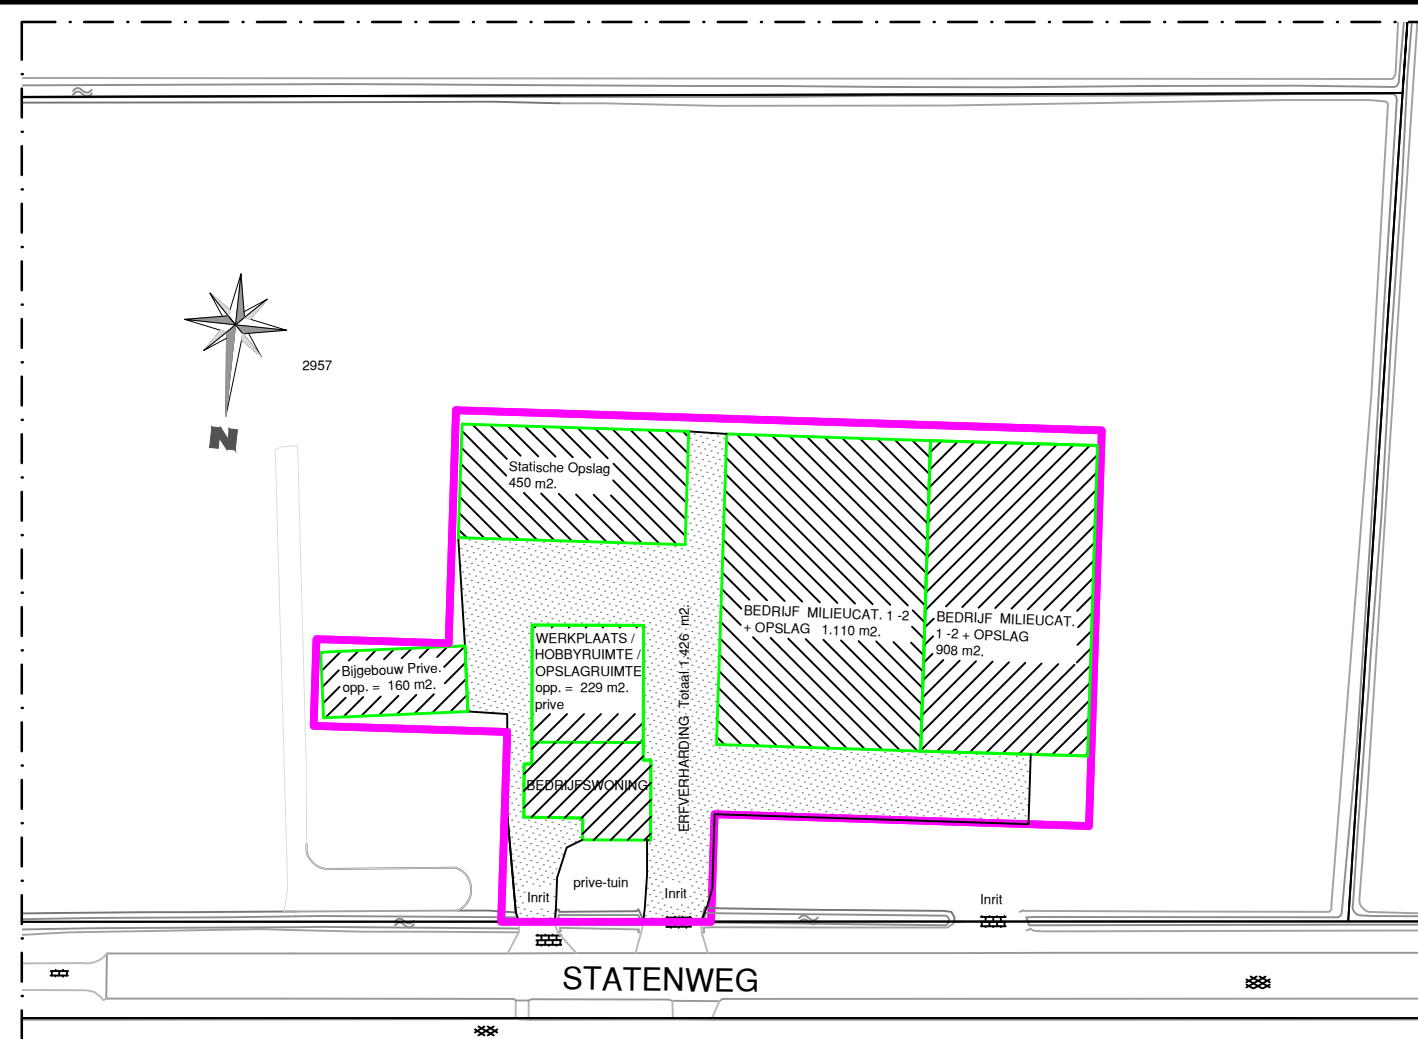 2957
N
Statische Opslag
450 m2.
BEDRIJF MILIEUCAT. 1 -2
+ OPSLAG 1.110 m2.
BEDRIJF MILIEUCAT.
1 -2 + OPSLAG
908 m2.
WERKPLAATS /
HOBBYRUIMTE /
OPSLAGRUIMTE
opp. = 229 m2.
prive
Bijgebouw Prive.
opp. = 160 m2.
ERFVERHARDING Totaal 1.426 m2.
BEDRIJFSWONING
prive-tuin
Inrit
Inrit
Inrit
STATENWEG